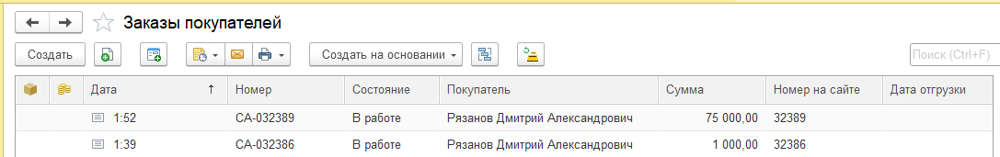 Заказы покупателей
Создать Создать на основании Поиск (Ctrl+F)
Дата ↑ Номер Состояние Покупатель Сумма Номер на сайте Дата отгрузки
1:52 СА-032389 В работе Рязанов Дмитрий Александрович 75 000,00 32389
1:39 СА-032386 В работе Рязанов Дмитрий Александрович 1 000,00 32386